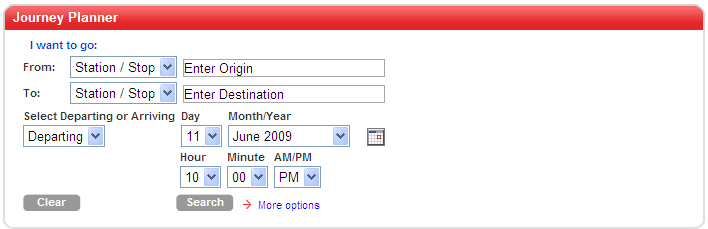 Journey Planner
I want to go:
From: Station / Stop Enter Origin
To: Station / Stop Enter Destination
Select Departing or Arriving Day Month/Year
Departing 11 June 2009
Hour Minute AM/PM
10 00 PM
Clear Search More options